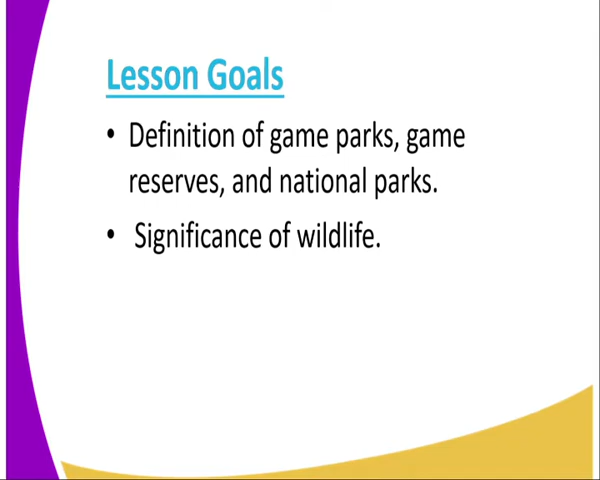 Lesson Goals
• Definition of game parks, game
reserves, and national parks.
• Significance of wildlife.